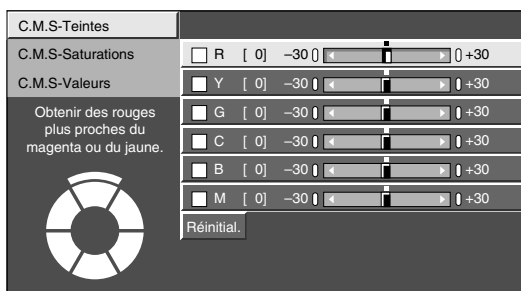 C.M.S-Teintes
C.M.S-Saturations
C.M.S-Valeurs
Obtenir des rouges
plus proches du
magenta ou du jaune.
R [ 0] –30 +30
Y [ 0] –30 +30
G [ 0] –30 +30
C [ 0] –30 +30
B [ 0] –30 +30
M [ 0] –30 +30
Réinitial.